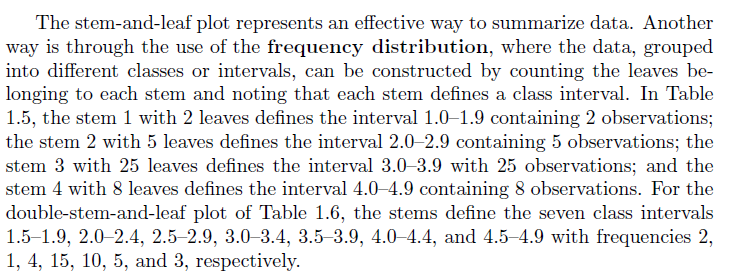 The stem-and-leaf plot represents an effective way to summarize data. Another
way is through the use of the frequency distribution, where the data, grouped
into different classes or intervals, can be constructed by counting the leaves be-
longing to each stem and noting that each stem defines a class interval. In Table
1.5, the stem 1 with 2 leaves defines the interval 1.0–1.9 containing 2 observations;
the stem 2 with 5 leaves defines the interval 2.0–2.9 containing 5 observations; the
stem 3 with 25 leaves defines the interval 3.0–3.9 with 25 observations; and the
stem 4 with 8 leaves defines the interval 4.0–4.9 containing 8 observations. For the
double-stem-and-leaf plot of Table 1.6, the stems define the seven class intervals
1.5–1.9, 2.0–2.4, 2.5–2.9, 3.0–3.4, 3.5–3.9, 4.0–4.4, and 4.5–4.9 with frequencies 2,
1, 4, 15, 10, 5, and 3, respectively.